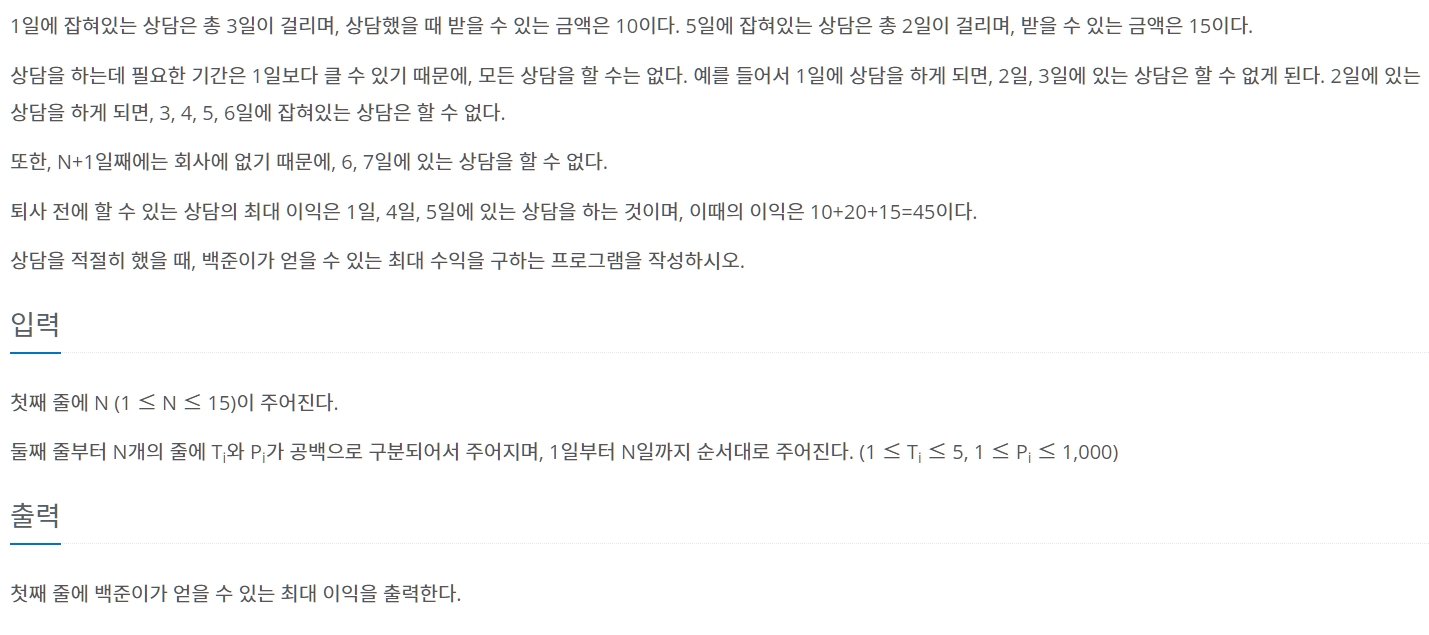 1일에 잡혀있는 상담은 총 3일이 걸리며, 상담했을 때 받을 수 있는 금액은 10이다. 5일에 잡혀있는 상담은 총 2일이 걸리며, 받을 수 있는 금액은 15이다.
상담을 하는데 필요한 기간은 1일보다 클 수 있기 때문에, 모든 상담을 할 수는 없다. 예를 들어서 1일에 상담을 하게 되면, 2일, 3일에 있는 상담은 할 수 없게 된다. 2일에 있는
상담을 하게 되면, 3, 4, 5, 6일에 잡혀있는 상담은 할 수 없다.
또한, N+1일째에는 회사에 없기 때문에, 6, 7일에 있는 상담을 할 수 없다.
퇴사 전에 할 수 있는 상담의 최대 이익은 1일, 4일, 5일에 있는 상담을 하는 것이며, 이때의 이익은 10+20+15=45이다.
상담을 적절히 했을 때, 백준이가 얻을 수 있는 최대 수익을 구하는 프로그램을 작성하시오.
입력
첫째 줄에 N (1 ≤ N ≤ 15)이 주어진다.
둘째 줄부터 N개의 줄에 Tᵢ와 Pᵢ가 공백으로 구분되어서 주어지며, 1일부터 N일까지 순서대로 주어진다. (1 ≤ Tᵢ ≤ 5, 1 ≤ Pᵢ ≤ 1,000)
출력
첫째 줄에 백준이가 얻을 수 있는 최대 이익을 출력한다.